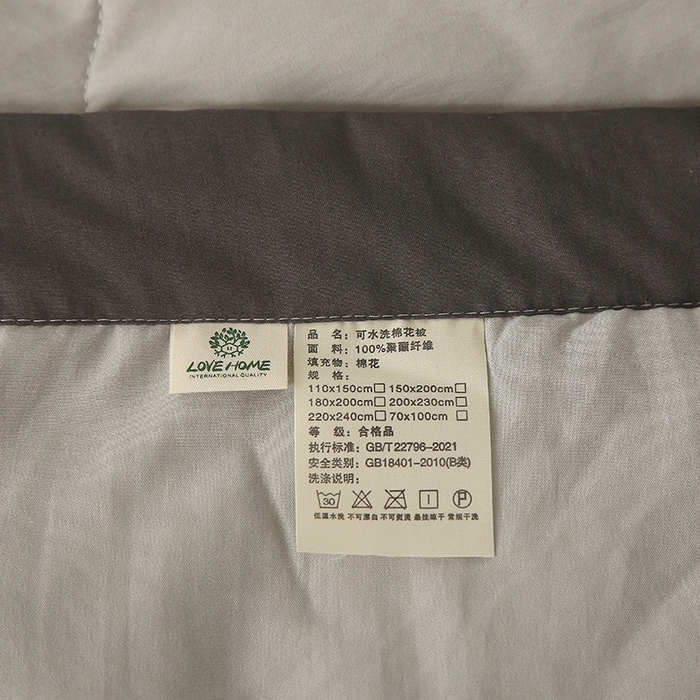 LOVE HOME
INTERNATIONAL QUALITY
品 名：可水洗棉花被
面 料：100%聚酯纤维
填充物：棉花
规 格：
110x150cm□ 150x200cm□
180x200cm□ 200x230cm□
220x240cm□ 70x100cm □
等 级：合格品
执行标准：GB/T 22796-2021
安全类别：GB18401-2010(B类)
洗涤说明：
30 P
低温水洗 不可漂白 不可熨烫 悬挂晾干 常规干洗